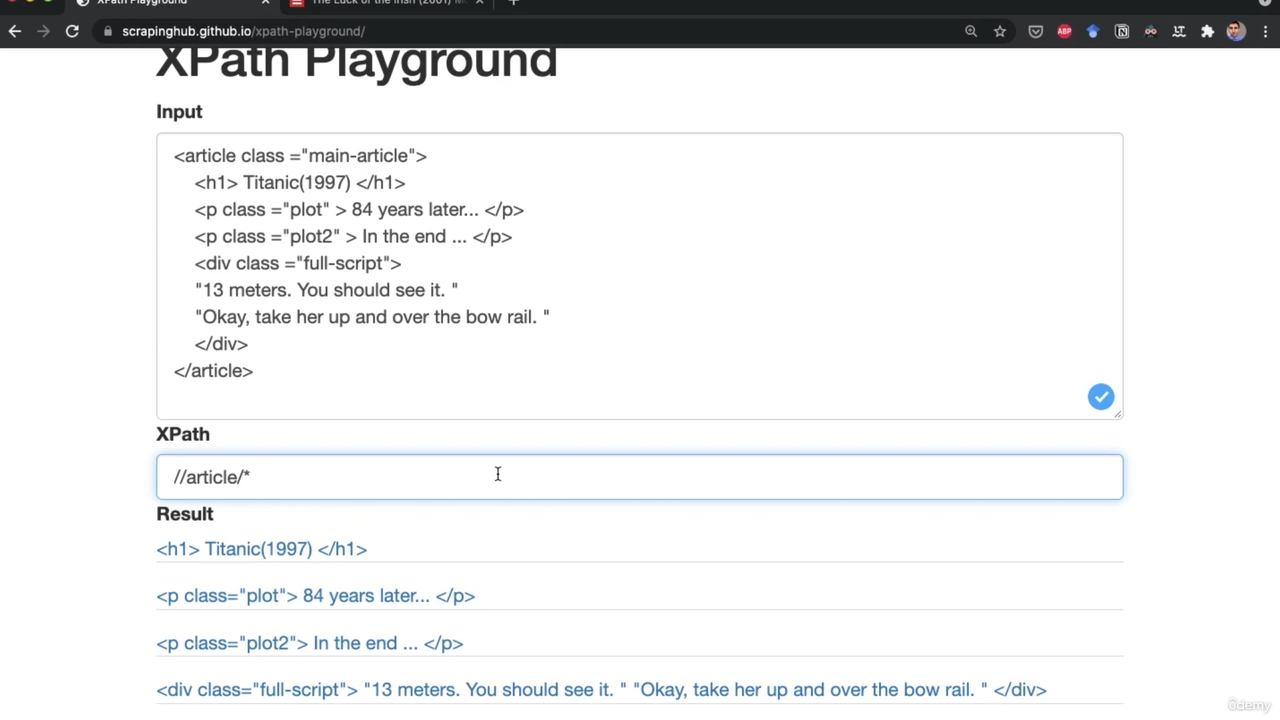 XPath Playground
The Luck of the Irish (2001)
scrapinghub.github.io/xpath-playground/
ABP
XPath Playground
Input
<article class ="main-article">
<h1> Titanic(1997) </h1>
<p class ="plot" > 84 years later... </p>
<p class ="plot2" > In the end ... </p>
<div class ="full-script">
"13 meters. You should see it. "
"Okay, take her up and over the bow rail. "
</div>
</article>
XPath
//article/*
Result
<h1> Titanic(1997) </h1>
<p class="plot"> 84 years later... </p>
<p class="plot2"> In the end ... </p>
<div class="full-script"> "13 meters. You should see it. " "Okay, take her up and over the bow rail. " </div>
ûdemy